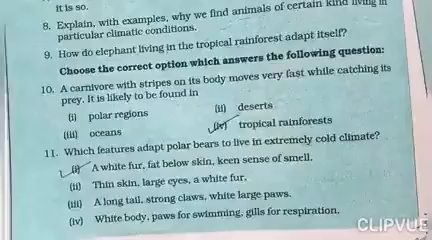 it is so.
8. Explain, with examples, why we find animals of certain kind living in
particular climatic conditions.
9. How do elephant living in the tropical rainforest adapt itself?
Choose the correct option which answers the following question:
10. A carnivore with stripes on its body moves very fast while catching its
prey. It is likely to be found in
(i) polar regions (ii) deserts
(iii) oceans (iv) tropical rainforests
11. Which features adapt polar bears to live in extremely cold climate?
(i) A white fur, fat below skin, keen sense of smell.
(ii) Thin skin, large eyes, a white fur.
(iii) A long tail, strong claws, white large paws.
(iv) White body, paws for swimming, gills for respiration.
CLIPVUE